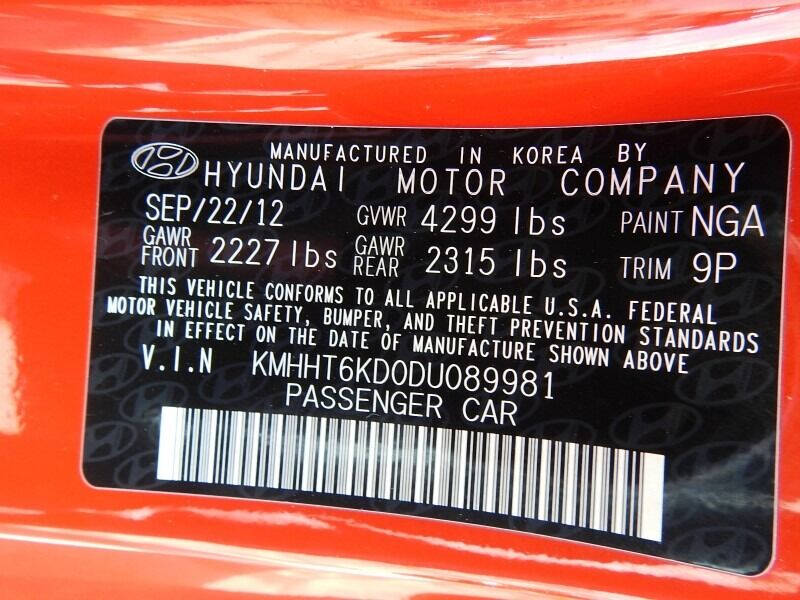 MANUFACTURED IN KOREA BY
HYUNDAI MOTOR COMPANY
SEP/22/12 GVWR 4299 lbs PAINT NGA
GAWR FRONT 2227 lbs GAWR REAR 2315 lbs TRIM 9P
THIS VEHICLE CONFORMS TO ALL APPLICABLE U.S.A. FEDERAL
MOTOR VEHICLE SAFETY, BUMPER, AND THEFT PREVENTION STANDARDS
IN EFFECT ON THE DATE OF MANUFACTURE SHOWN ABOVE
V.I.N KMHHT6KD0DU089981
PASSENGER CAR